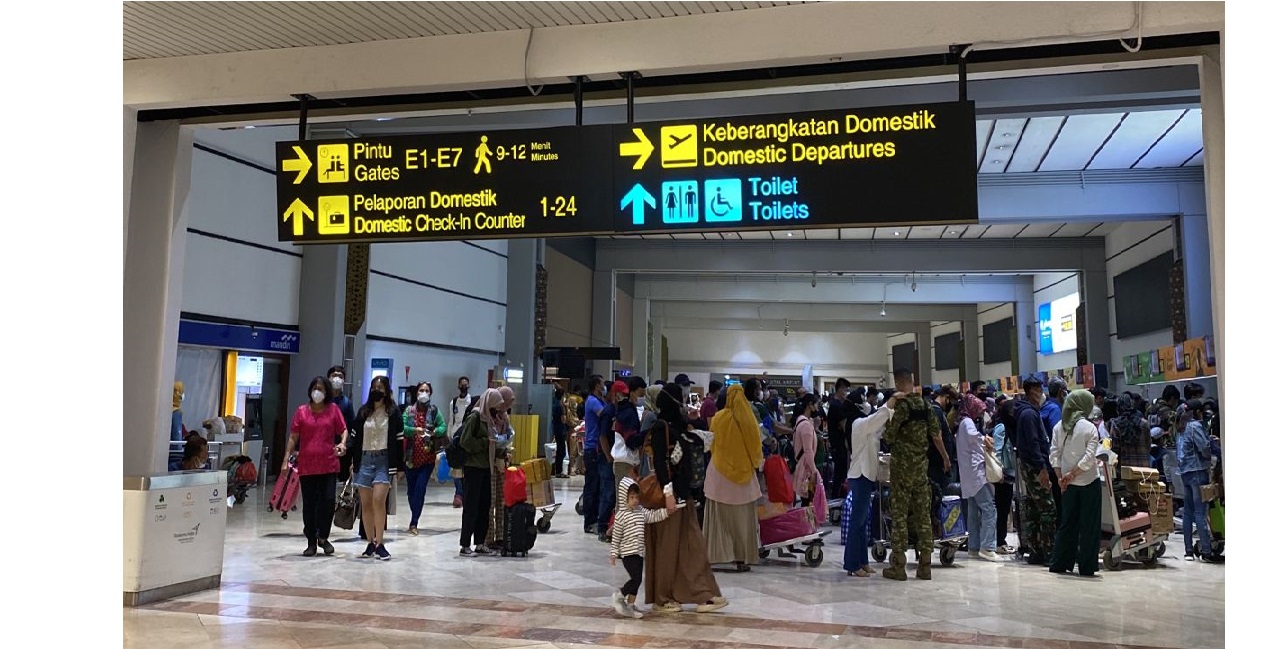 Pintu
Gates
E1-E7
9-12
Menit
Minutes
Pelaporan Domestik
Domestic Check-In Counter
1-24
Keberangkatan Domestik
Domestic Departures
Toilet
Toilets
mandiri